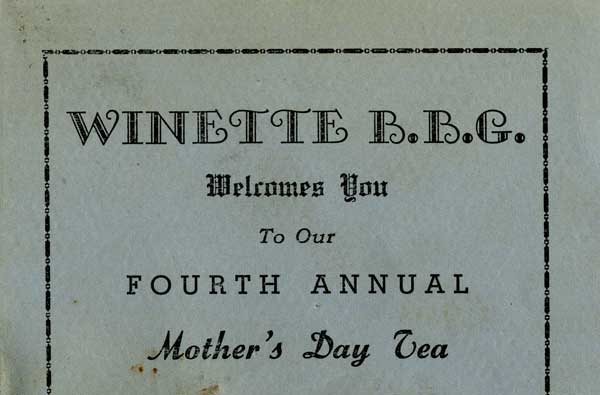 WINETTE B.B.G.
Welcomes You
To Our
FOURTH ANNUAL
Mother's Day Tea